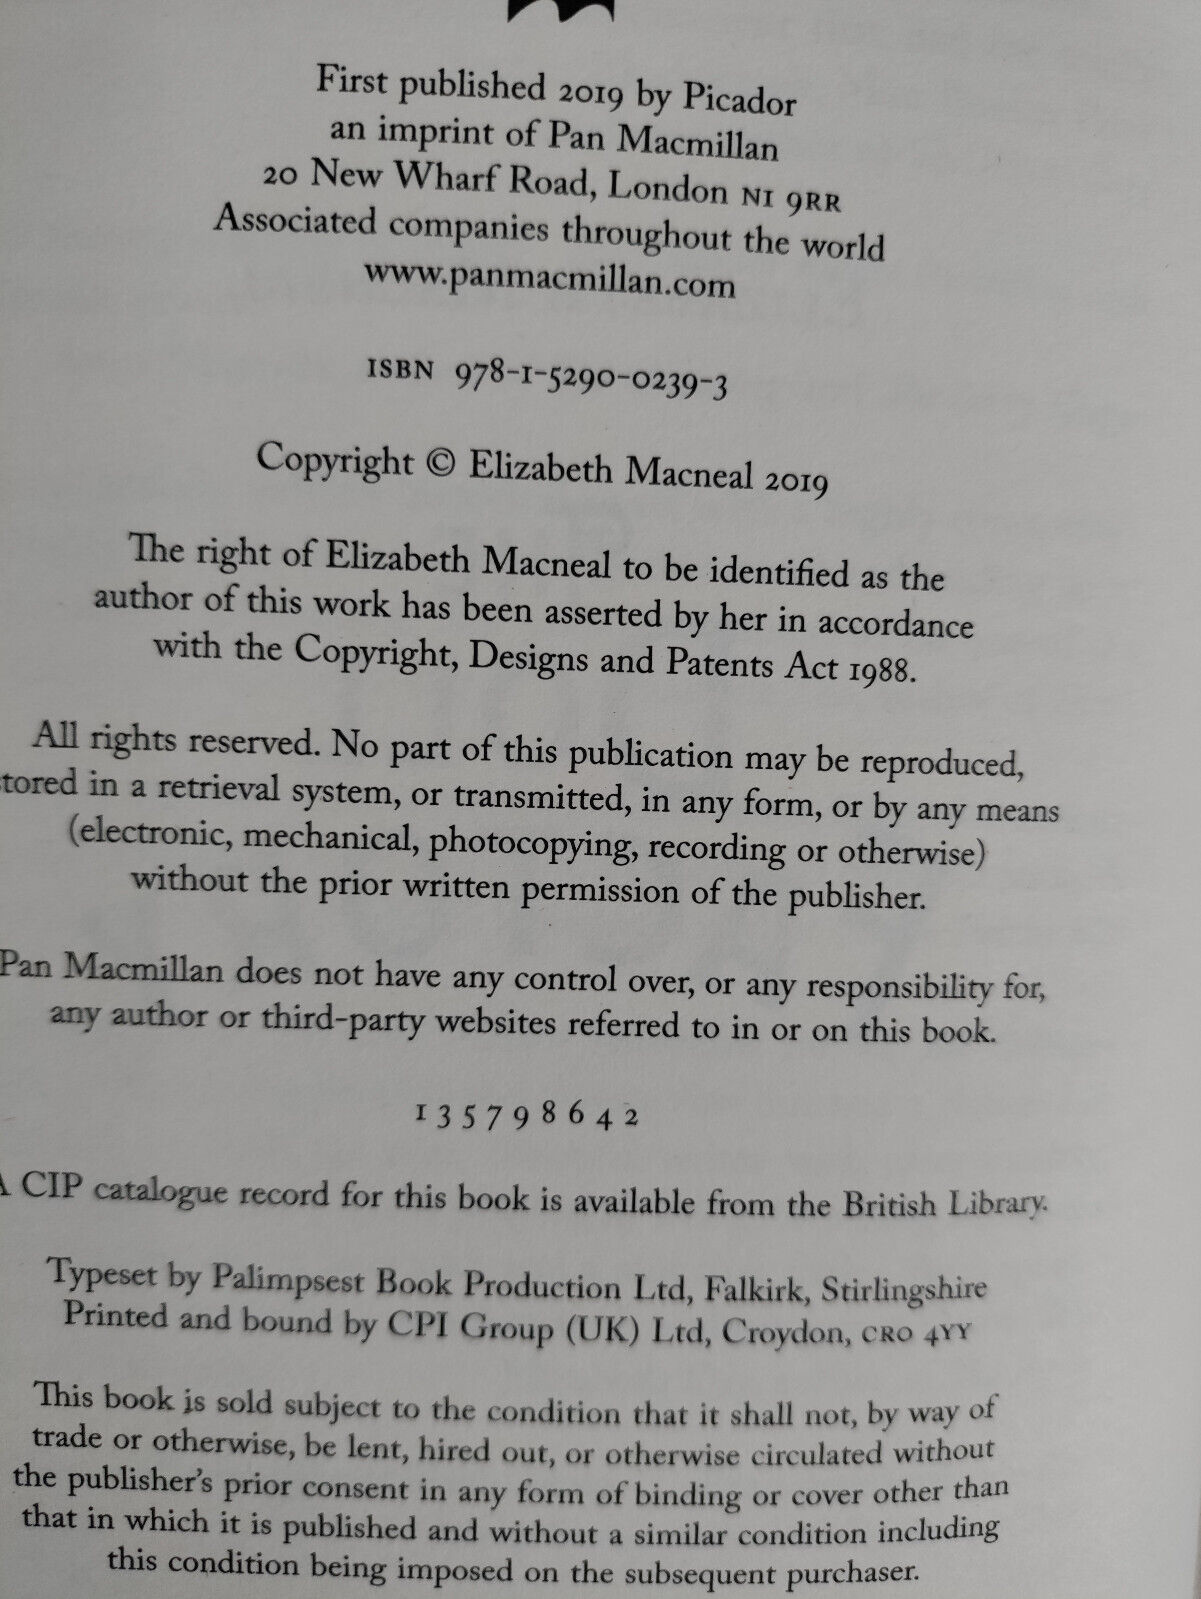 First published 2019 by Picador
an imprint of Pan Macmillan
20 New Wharf Road, London N1 9RR
Associated companies throughout the world
www.panmacmillan.com
ISBN 978-1-5290-0239-3
Copyright © Elizabeth Macneal 2019
The right of Elizabeth Macneal to be identified as the
author of this work has been asserted by her in accordance
with the Copyright, Designs and Patents Act 1988.
All rights reserved. No part of this publication may be reproduced,
stored in a retrieval system, or transmitted, in any form, or by any means
(electronic, mechanical, photocopying, recording or otherwise)
without the prior written permission of the publisher.
Pan Macmillan does not have any control over, or any responsibility for,
any author or third-party websites referred to in or on this book.
1 3 5 7 9 8 6 4 2
A CIP catalogue record for this book is available from the British Library.
Typeset by Palimpsest Book Production Ltd, Falkirk, Stirlingshire
Printed and bound by CPI Group (UK) Ltd, Croydon, CR0 4YY
This book is sold subject to the condition that it shall not, by way of
trade or otherwise, be lent, hired out, or otherwise circulated without
the publisher's prior consent in any form of binding or cover other than
that in which it is published and without a similar condition including
this condition being imposed on the subsequent purchaser.